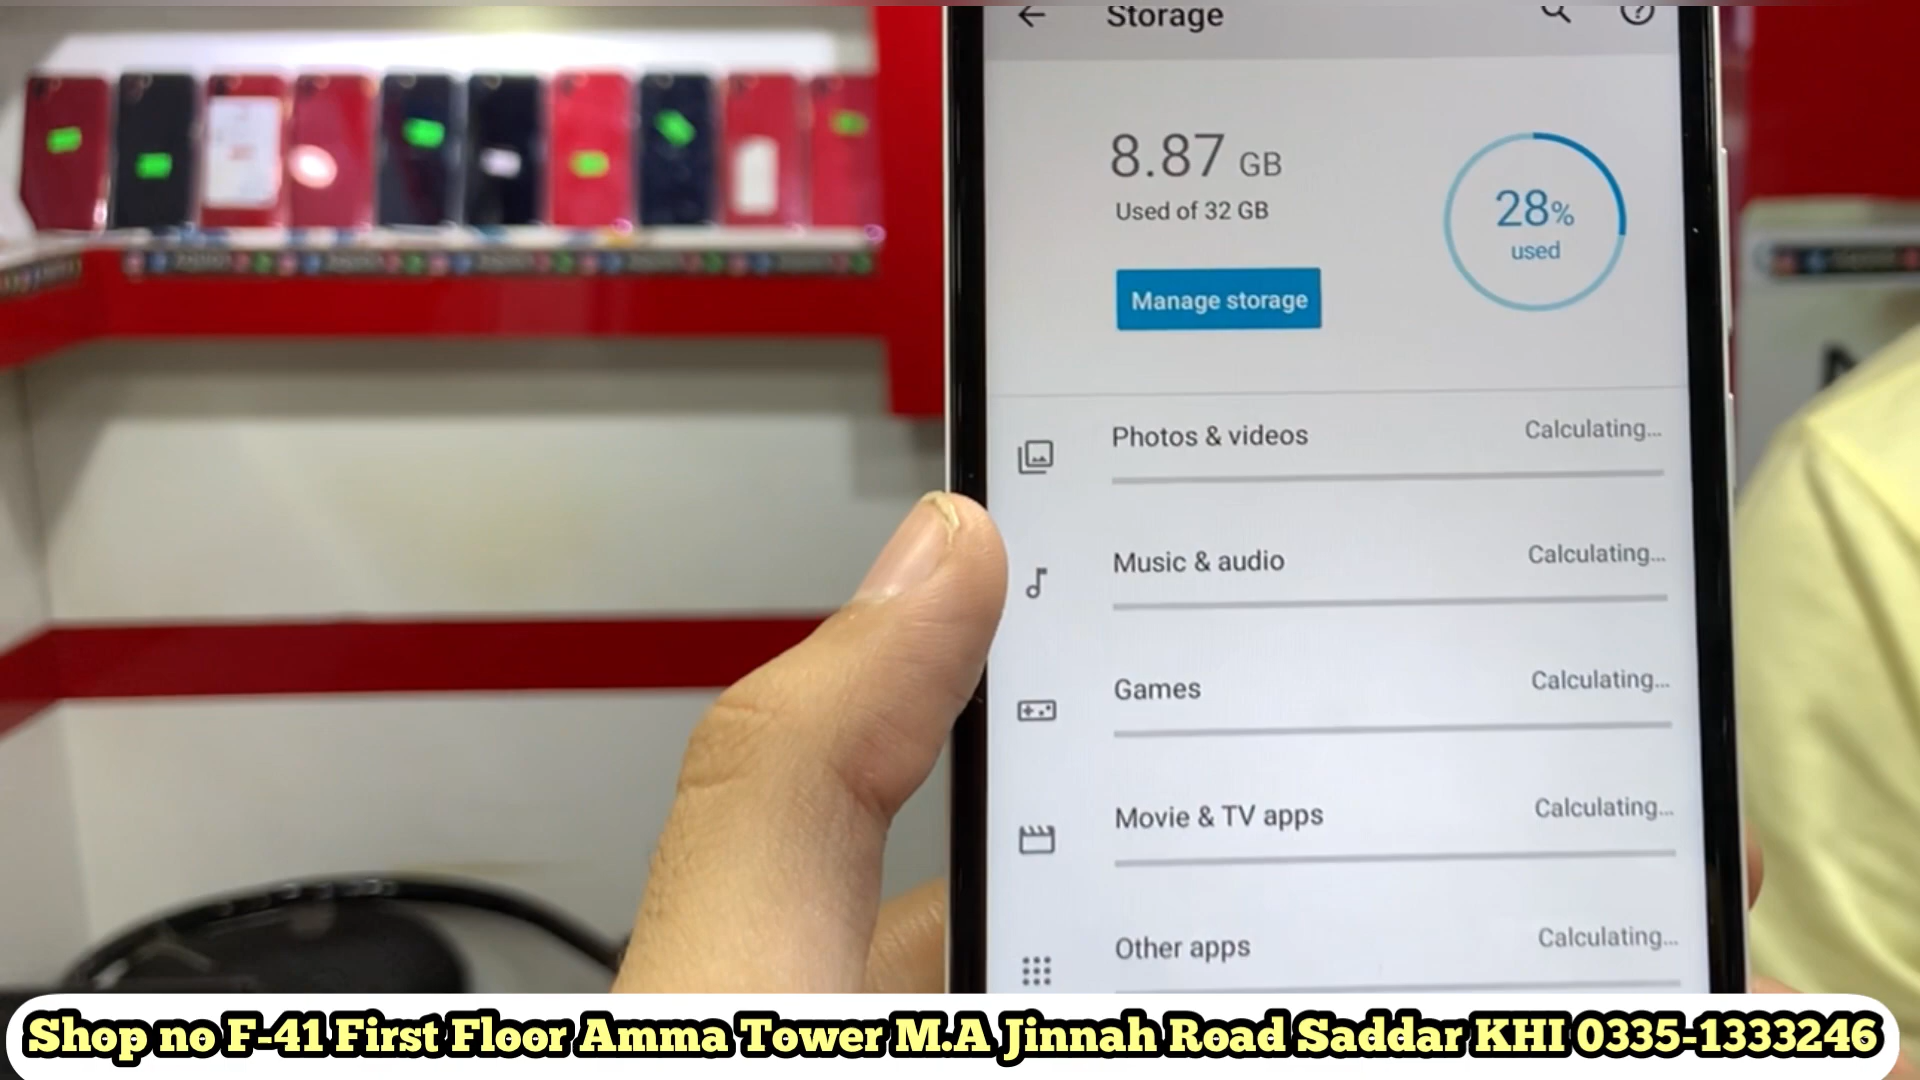 Storage
8.87 GB
Used of 32 GB
28%
used
Manage storage
Photos & videos
Calculating...
Music & audio
Calculating...
Games
Calculating...
Movie & TV apps
Calculating...
Other apps
Calculating...
Shop no F-41 First Floor Amma Tower M.A Jinnah Road Saddar KHI 0335-1333246